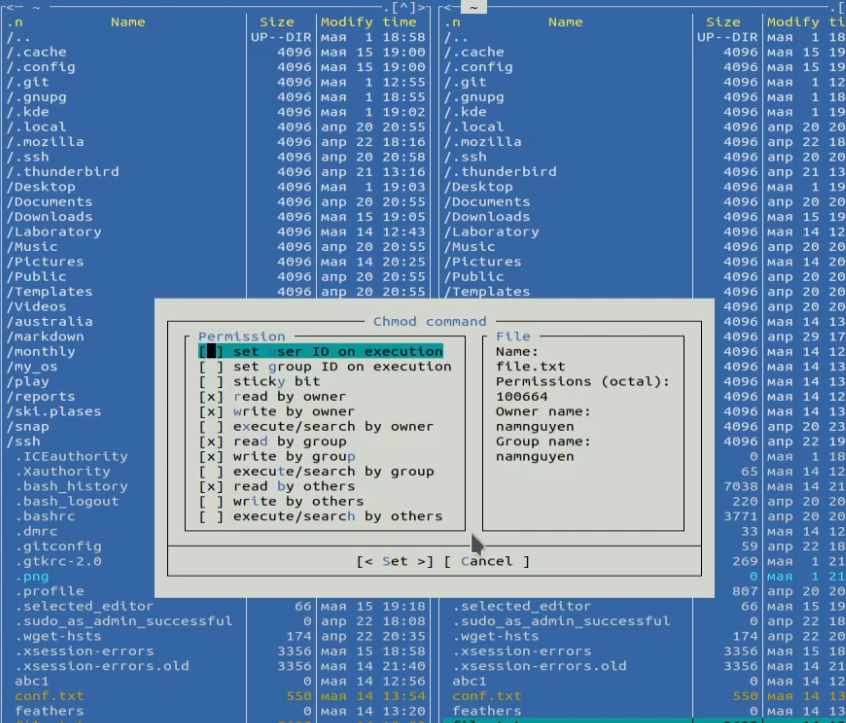 ~ .[^]>
.n Name Size Modify time
/.. UP--DIR мая 1 18:58
/.cache 4096 мая 15 19:00
/.config 4096 мая 15 19:00
/.git 4096 мая 1 12:55
/.gnupg 4096 мая 1 18:55
/.kde 4096 мая 1 19:02
/.local 4096 апр 20 20:55
/.mozilla 4096 апр 22 18:16
/.ssh 4096 апр 20 20:58
/.thunderbird 4096 апр 21 13:16
/Desktop 4096 мая 1 19:03
/Documents 4096 апр 20 20:55
/Downloads 4096 мая 15 19:05
/Laboratory 4096 мая 14 12:43
/Music 4096 апр 20 20:55
/Pictures 4096 мая 14 20:25
/Public 4096 апр 20 20:55
/Templates 4096 апр 20 20:55
/Videos
/australia
/markdown
/monthly
/my_os
/play
/reports
/ski.plases
/snap
/ssh
.ICEauthority
.Xauthority
.bash_history
.bash_logout
.bashrc
.dmrc
.gitconfig
.gtkrc-2.0
.png
.profile
.selected_editor 66 мая 15 19:18
.sudo_as_admin_successful 0 апр 22 18:08
.wget-hsts 174 апр 22 20:35
.xsession-errors 3356 мая 15 18:58
.xsession-errors.old 3356 мая 14 21:40
abc1 0 мая 14 12:56
conf.txt 550 мая 14 13:54
feathers 0 мая 14 13:20
Chmod command
Permission
[ ] set user ID on execution
[ ] set group ID on execution
[ ] sticky bit
[x] read by owner
[x] write by owner
[ ] execute/search by owner
[x] read by group
[x] write by group
[ ] execute/search by group
[x] read by others
[ ] write by others
[ ] execute/search by others
File
Name:
file.txt
Permissions (octal):
100664
Owner name:
namnguyen
Group name:
namnguyen
[< Set >] [ Cancel ]
~ .[
.n Name Size Modify ti
/.. UP--DIR мая 1 18
/.cache 4096 мая 15 19
/.config 4096 мая 15 19
/.git 4096 мая 1 12
/.gnupg 4096 мая 1 18
/.kde 4096 мая 1 19
/.local 4096 апр 20 20
/.mozilla 4096 апр 22 18
/.ssh 4096 апр 20 20
/.thunderbird 4096 апр 21 13
/Desktop 4096 мая 1 19
/Documents 4096 апр 20 20
/Downloads 4096 мая 15 19
/Laboratory 4096 мая 14 12
/Music 4096 апр 20 20
/Pictures 4096 мая 14 20
/Public 4096 апр 20 20
/Templates 4096 апр 20 20
4096 апр 20 20
4096 мая 14 13
4096 апр 29 17
4096 мая 14 12
4096 мая 14 12
4096 мая 14 13
4096 мая 14 13
4096 мая 14 13
4096 апр 20 23
4096 апр 22 19
0 мая 1 18
65 мая 14 12
7038 мая 14 21
220 апр 20 20
3771 апр 20 20
33 мая 14 12
59 апр 22 18
269 мая 1 21
0 мая 1 21
807 апр 20 20
.selected_editor 66 мая 15 19
.sudo_as_admin_successful 0 апр 22 18
.wget-hsts 174 апр 22 20
.xsession-errors 3356 мая 15 18
.xsession-errors.old 3356 мая 14 21
abc1 0 мая 14 12
conf.txt 550 мая 14 13
feathers 0 мая 14 13